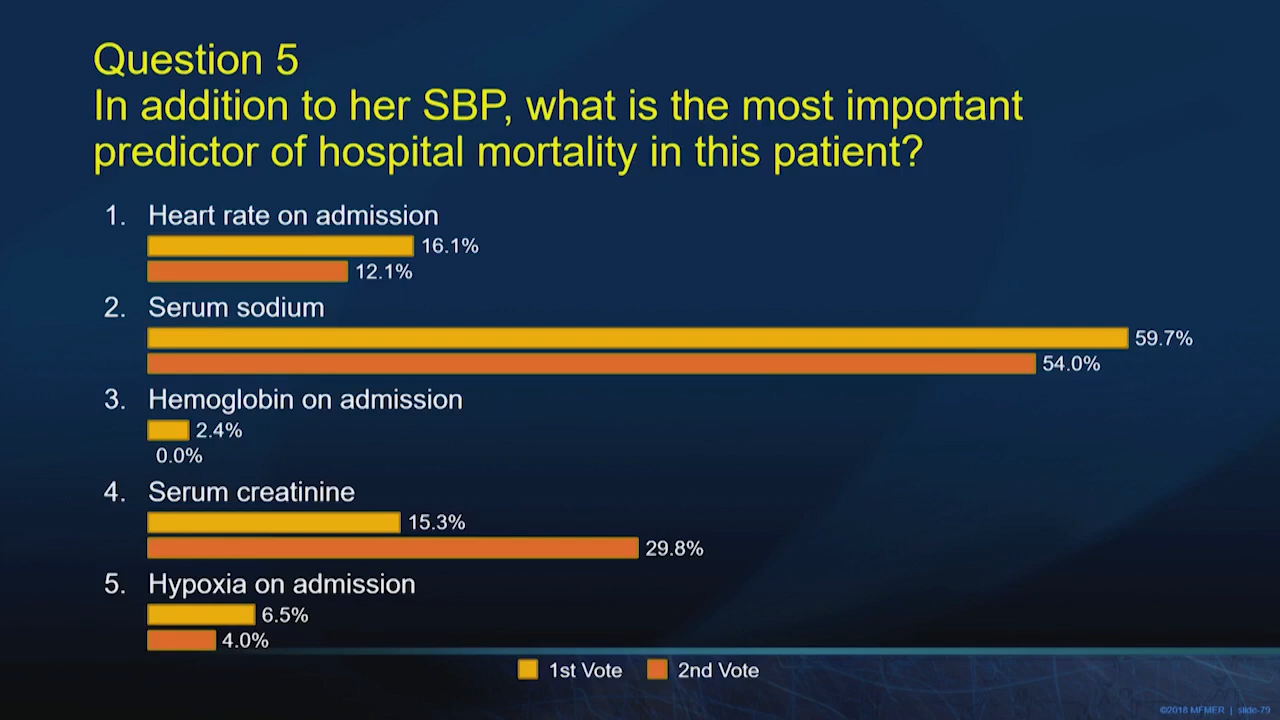 Question 5
In addition to her SBP, what is the most important
predictor of hospital mortality in this patient?
1. Heart rate on admission
16.1%
12.1%
2. Serum sodium
59.7%
54.0%
3. Hemoglobin on admission
2.4%
0.0%
4. Serum creatinine
15.3%
29.8%
5. Hypoxia on admission
6.5%
4.0%
1st Vote 2nd Vote
©2018 MFMER | slide-79